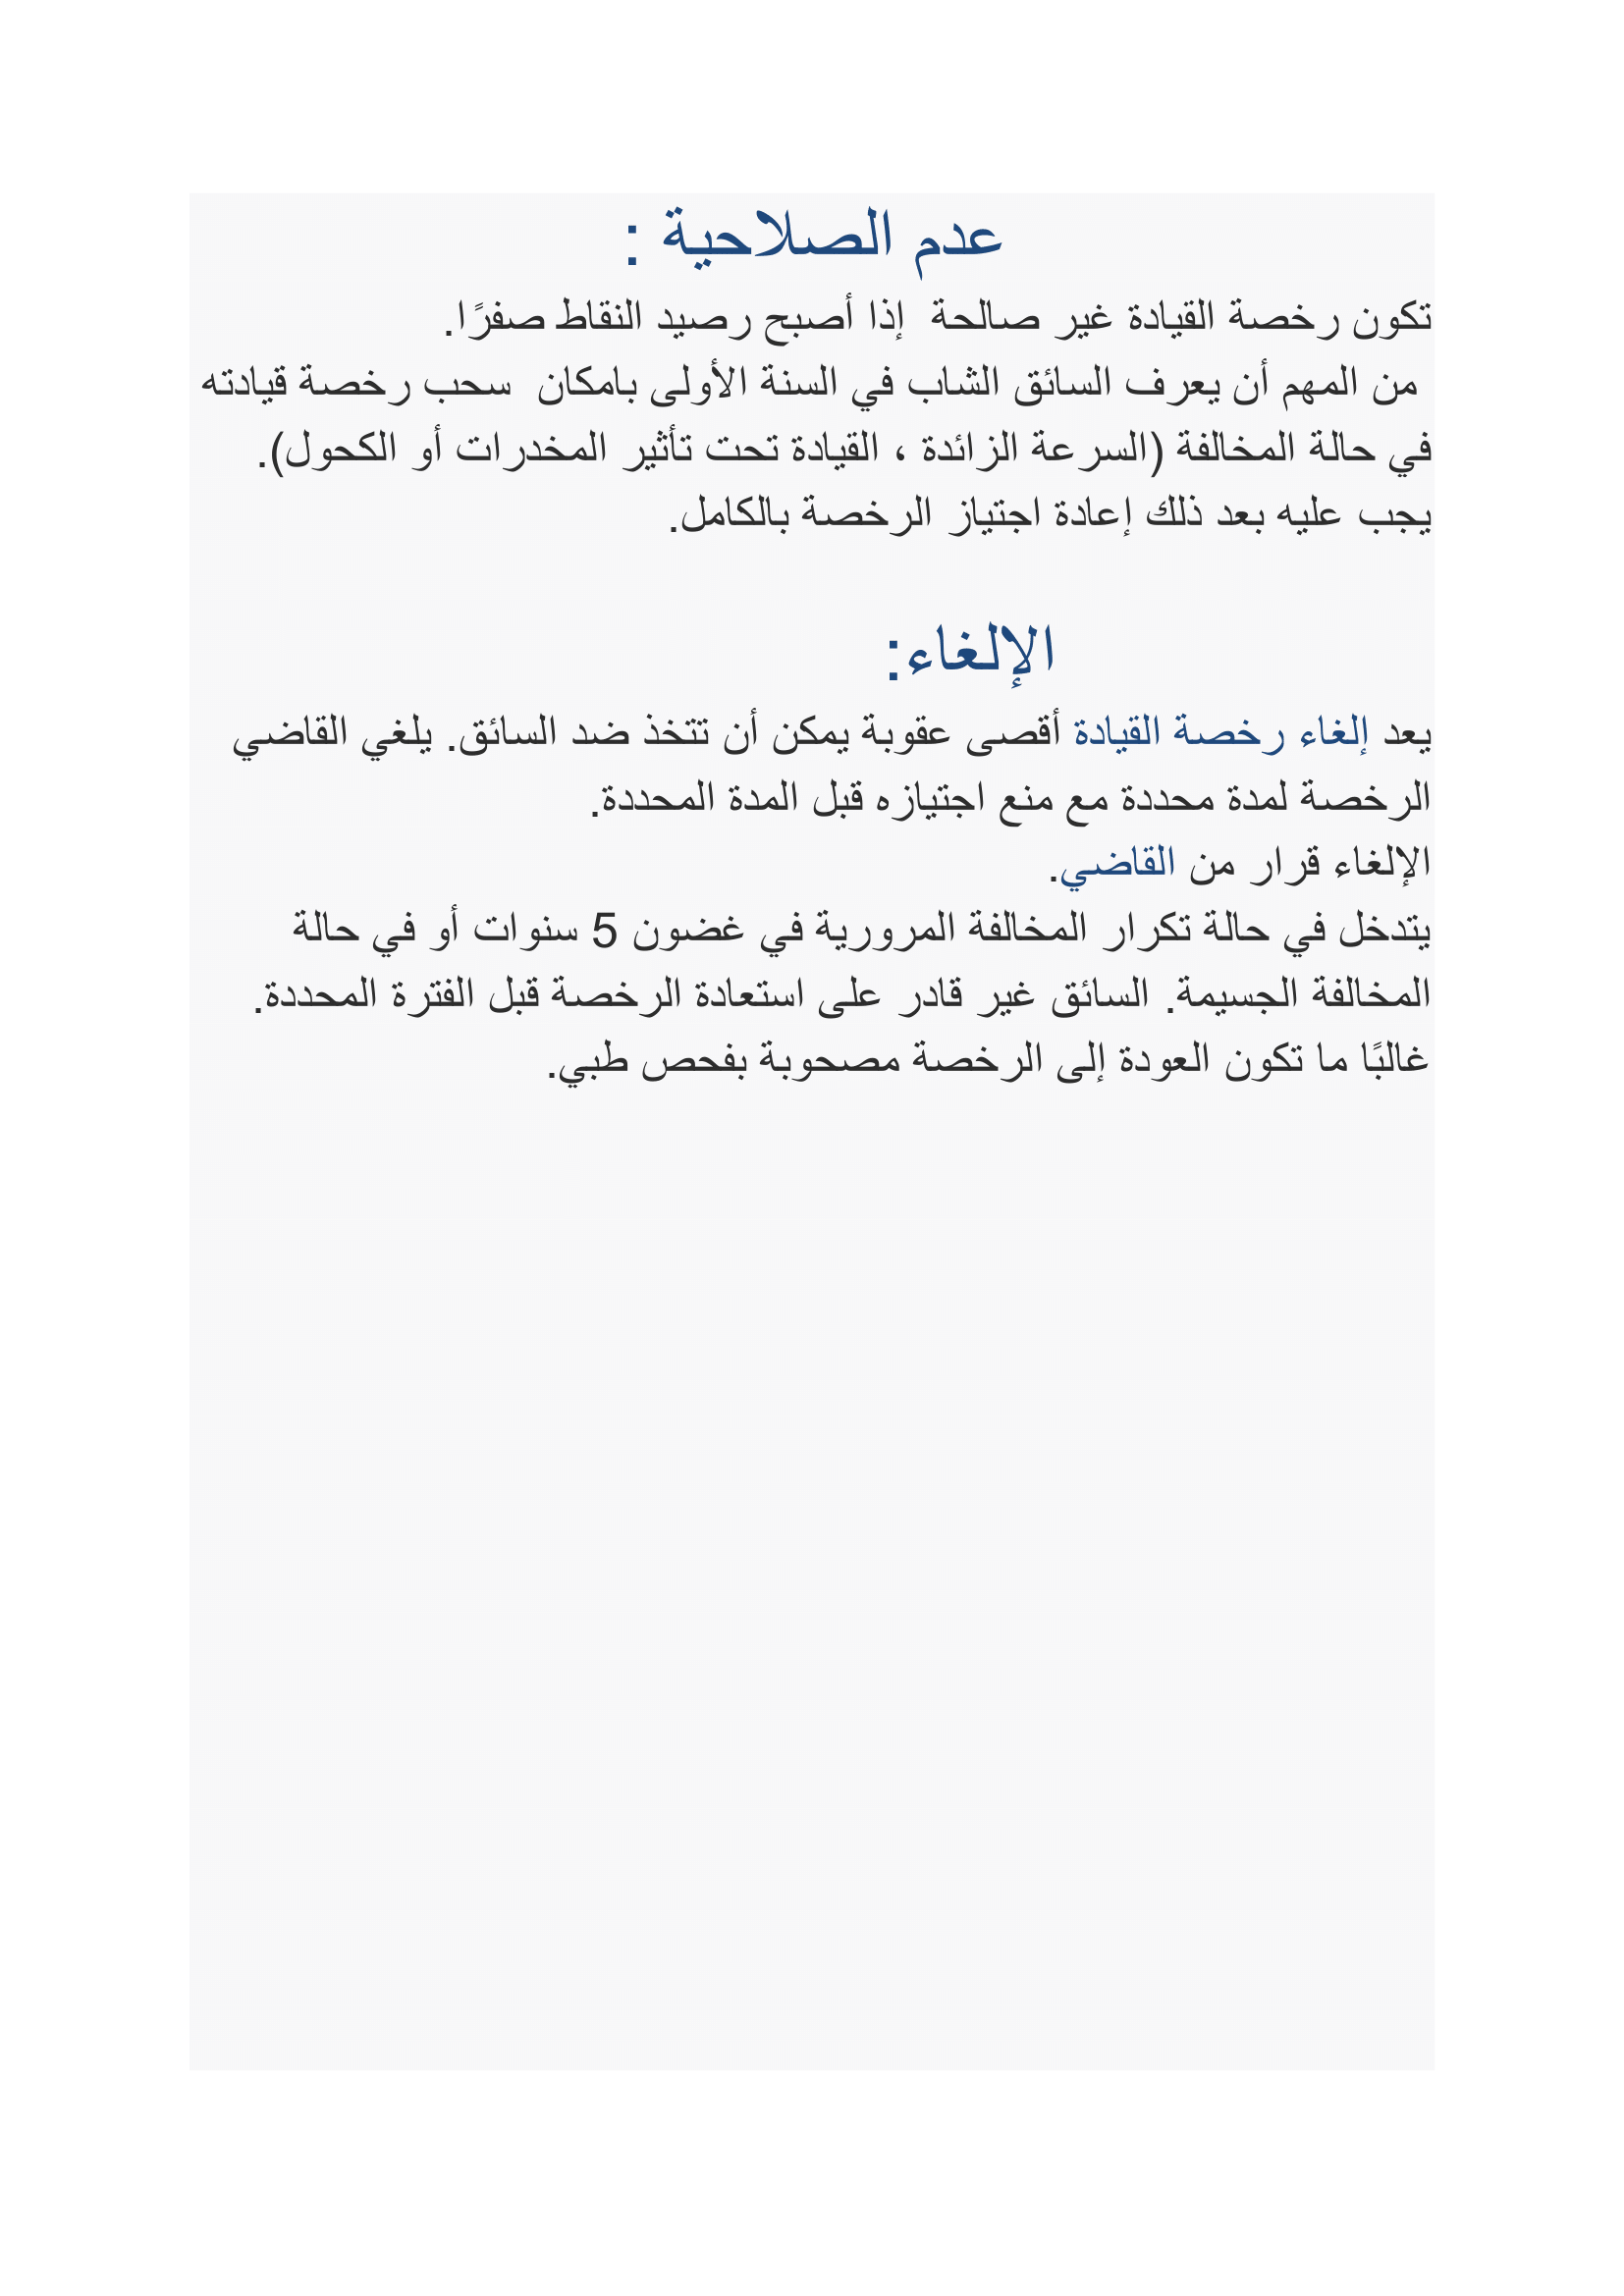 عدم الصلاحية :
تكون رخصة القيادة غير صالحة إذا أصبح رصيد النقاط صفرًا.
من المهم أن يعرف السائق الشاب في السنة الأولى بامكان سحب رخصة قيادته
في حالة المخالفة (السرعة الزائدة ، القيادة تحت تأثير المخدرات أو الكحول).
يجب عليه بعد ذلك إعادة اجتياز الرخصة بالكامل.
الإلغاء:
يعد إلغاء رخصة القيادة أقصى عقوبة يمكن أن تتخذ ضد السائق. يلغي القاضي
الرخصة لمدة محددة مع منع اجتيازه قبل المدة المحددة.
الإلغاء قرار من القاضي.
يتدخل في حالة تكرار المخالفة المرورية في غضون 5 سنوات أو في حالة
المخالفة الجسيمة. السائق غير قادر على استعادة الرخصة قبل الفترة المحددة.
غالبًا ما تكون العودة إلى الرخصة مصحوبة بفحص طبي.